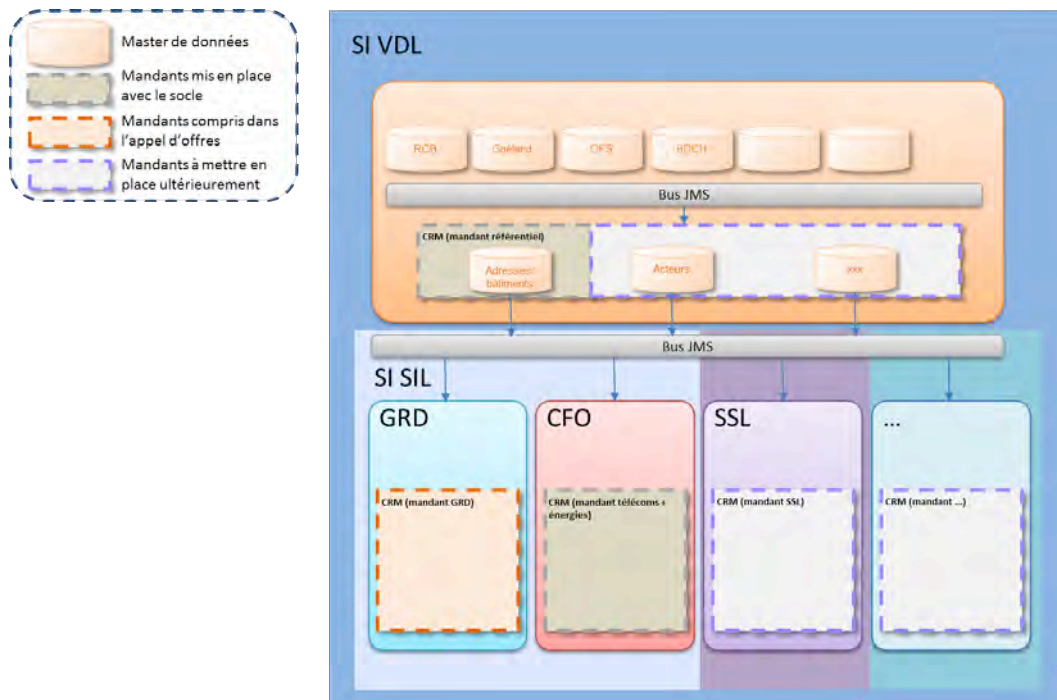 Master de données
Mandants mis en place
avec le socle
Mandants compris dans
l'appel d'offres
Mandants à mettre en
place ultérieurement
SI VDL
RCB
Goéland
OFS
BDCH
Bus JMS
CRM (mandant référentiel)
Adresses/
bâtiments
Acteurs
xxx
Bus JMS
SI SIL
GRD
CFO
SSL
...
CRM (mandant GRD)
CRM (mandant télécoms +
énergies)
CRM (mandant SSL)
CRM (mandant ...)